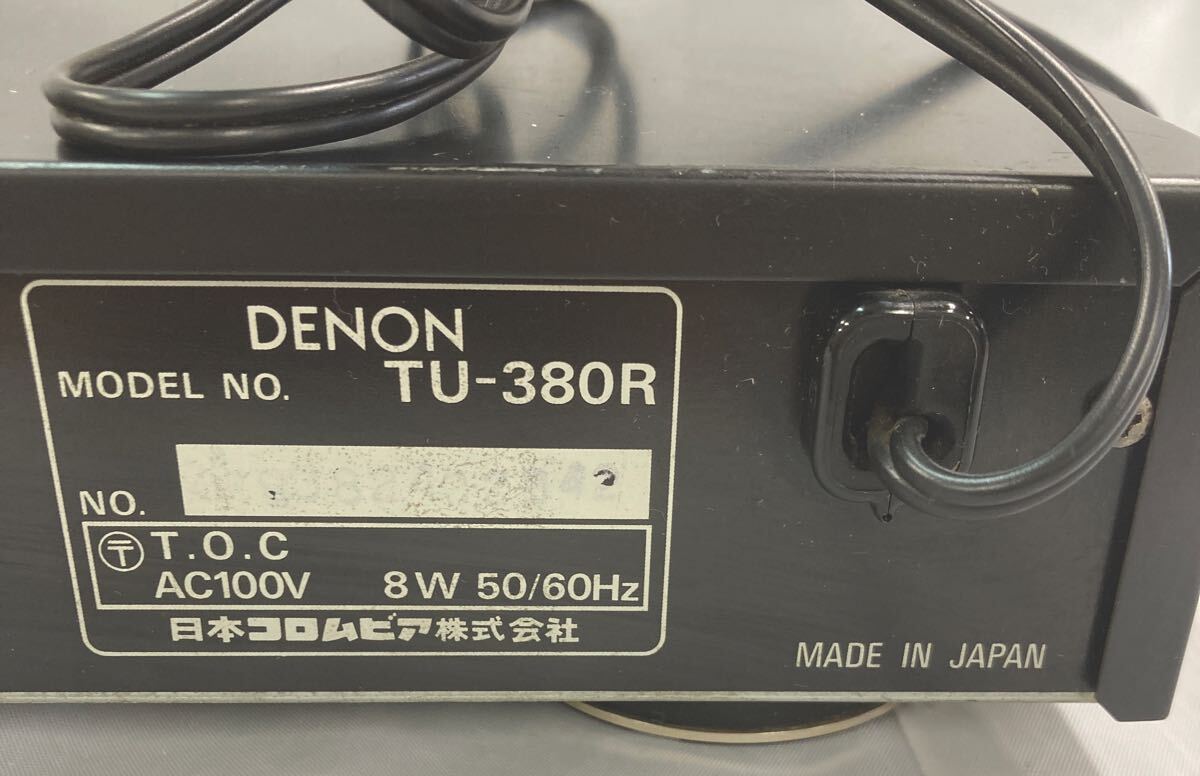 DENON
MODEL NO. TU-380R
NO.
〒 T.O.C
AC100V 8W 50/60Hz
日本コロムビア株式会社
MADE IN JAPAN